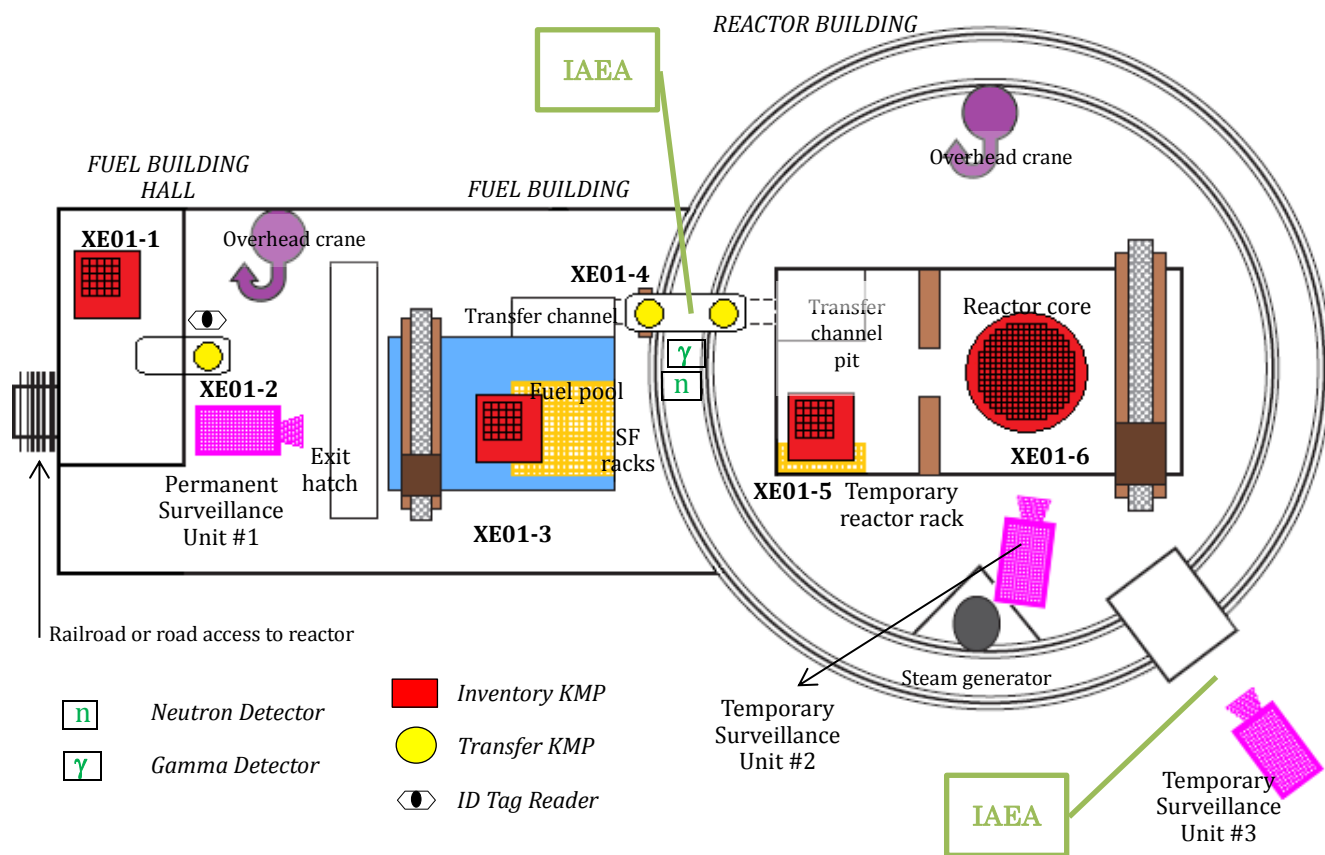 REACTOR BUILDING
IAEA
FUEL BUILDING
HALL
FUEL BUILDING
Overhead crane
XE01-1
Overhead crane
XE01-4
Transfer channel
Transfer
channel
pit
Reactor core
γ
n
XE01-2
Fuel pool
SF
racks
Exit
hatch
XE01-6
Permanent
Surveillance
Unit #1
XE01-5
Temporary
reactor rack
XE01-3
Railroad or road access to reactor
Steam generator
n
Neutron Detector
Inventory KMP
Temporary
Surveillance
Unit #2
γ
Gamma Detector
Transfer KMP
ID Tag Reader
IAEA
Temporary
Surveillance
Unit #3